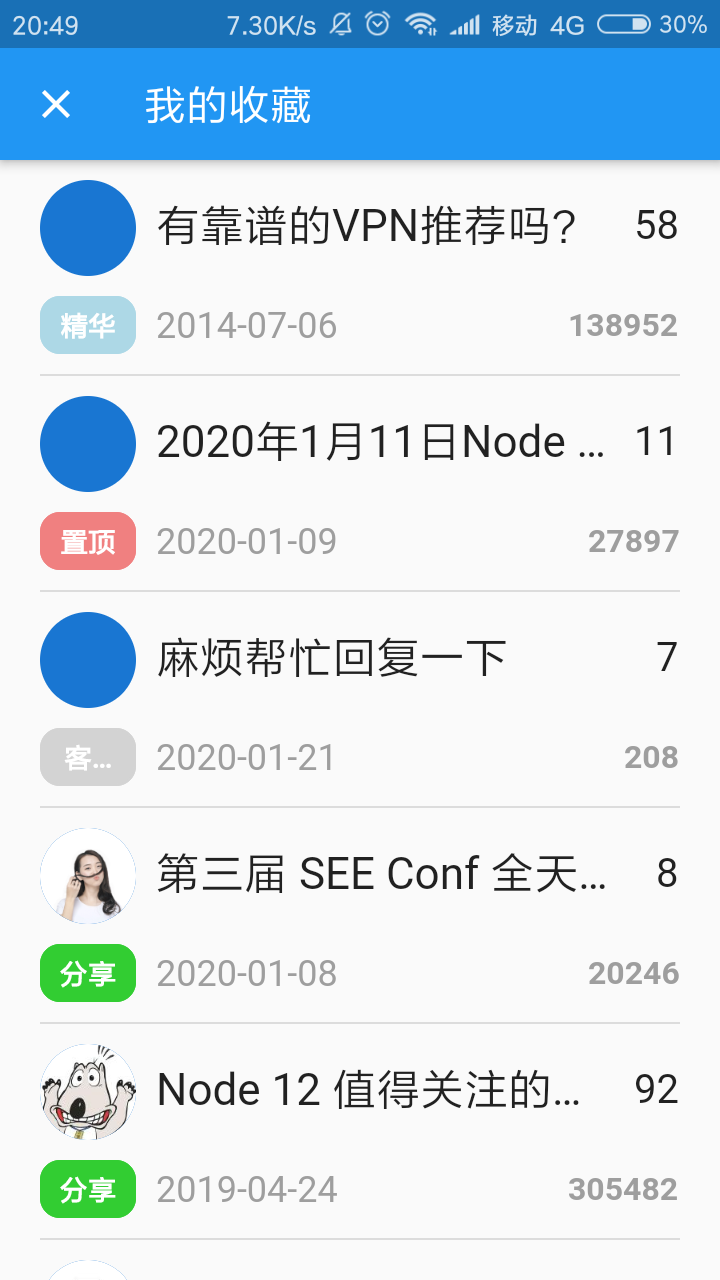 20:49 7.30K/s 移动 4G 30%
我的收藏
有靠谱的VPN推荐吗? 58
精华 2014-07-06 138952
2020年1月11日Node ... 11
置顶 2020-01-09 27897
麻烦帮忙回复一下 7
客... 2020-01-21 208
第三届 SEE Conf 全天... 8
分享 2020-01-08 20246
Node 12 值得关注的... 92
分享 2019-04-24 305482